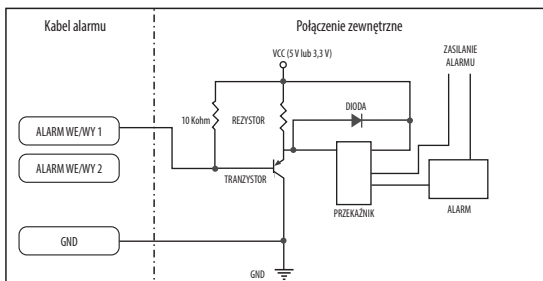 Kabel alarmu
Połączenie zewnętrzne
VCC (5 V lub 3,3 V)
ZASILANIE
ALARMU
DIODA
10 Kohm
REZYSTOR
ALARM WE/WY 1
ALARM WE/WY 2
TRANZYSTOR
PRZEKAŹNIK
ALARM
GND
GND